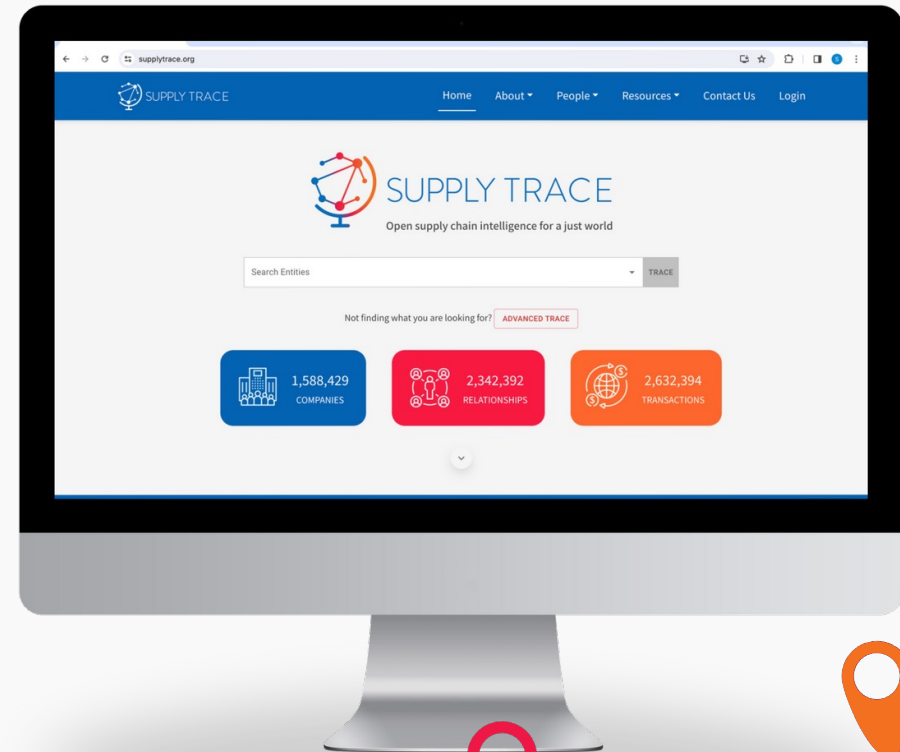 supplytrace.org
S
SUPPLY TRACE
Home About People Resources Contact Us Login
SUPPLY TRACE
Open supply chain intelligence for a just world
Search Entities
TRACE
Not finding what you are looking for? ADVANCED TRACE
1,588,429
COMPANIES
2,342,392
RELATIONSHIPS
2,632,394
TRANSACTIONS